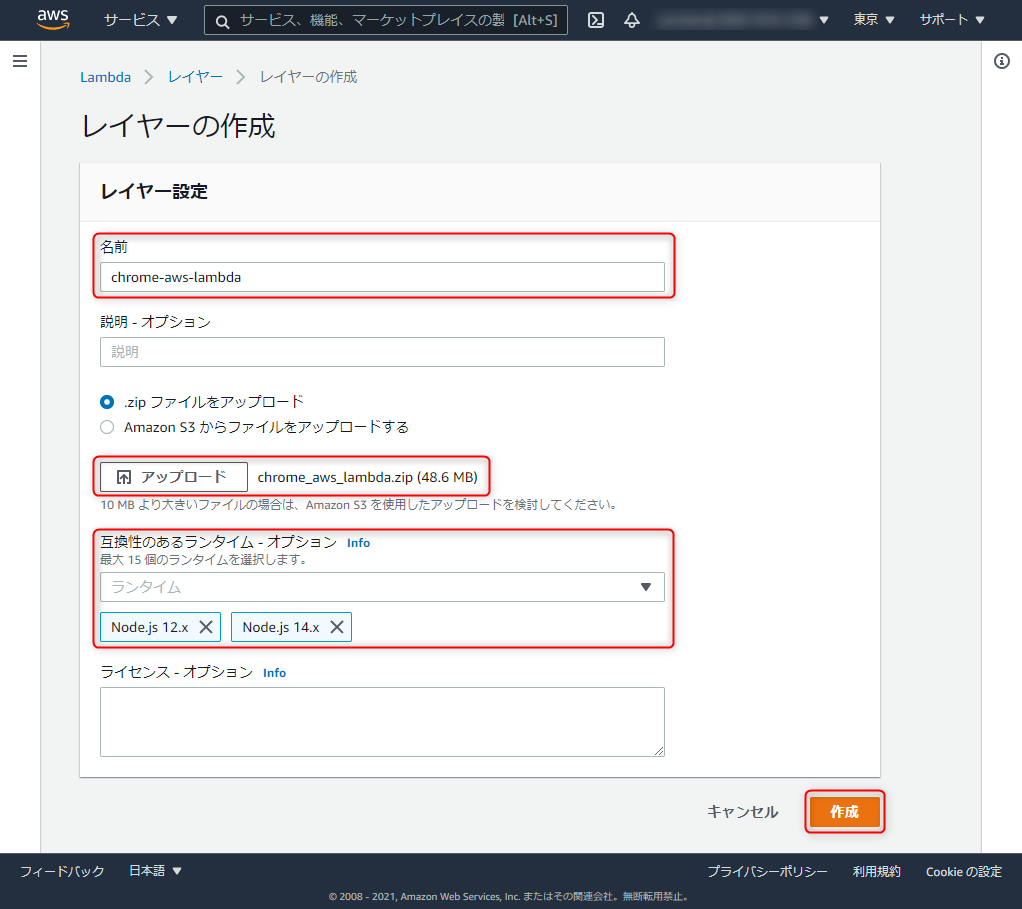 aws サービス サービス、機能、マーケットプレイスの製 [Alt+S] 東京 サポート
Lambda レイヤー レイヤーの作成
レイヤーの作成
レイヤー設定
名前
chrome-aws-lambda
説明 - オプション
説明
.zip ファイルをアップロード
Amazon S3 からファイルをアップロードする
アップロード chrome_aws_lambda.zip (48.6 MB)
10 MB より大きいファイルの場合は、Amazon S3 を使用したアップロードを検討してください。
互換性のあるランタイム - オプション Info
最大 15 個のランタイムを選択します。
ランタイム
Node.js 12.x Node.js 14.x
ライセンス - オプション Info
キャンセル 作成
フィードバック 日本語 プライバシーポリシー 利用規約 Cookie の設定
© 2008 - 2021, Amazon Web Services, Inc. またはその関連会社。無断転用禁止。